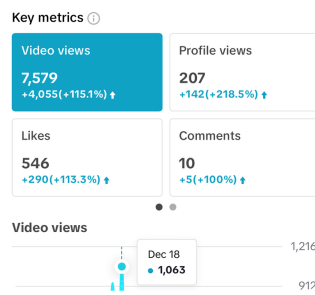 Key metrics
Video views
7,579
+4,055(+115.1%)
Profile views
207
+142(+218.5%)
Likes
546
+290(+113.3%)
Comments
10
+5(+100%)
Video views
1,216
Dec 18
1,063
912